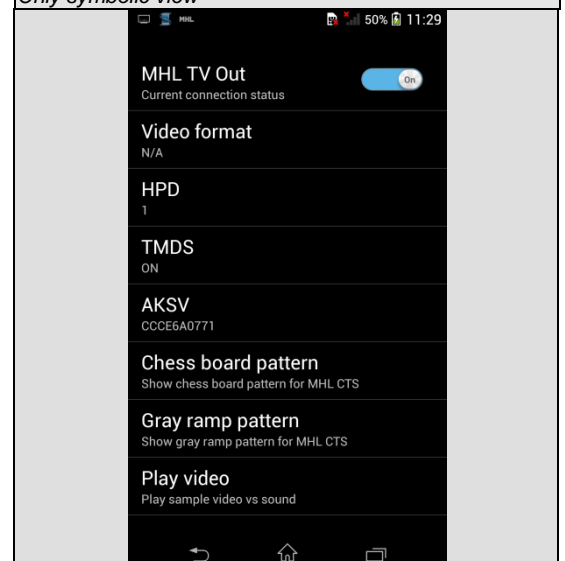 Only symbolic view
MHL 50% 11:29
MHL TV Out
On
Current connection status
Video format
N/A
HPD
1
TMDS
ON
AKSV
CCCE6A0771
Chess board pattern
Show chess board pattern for MHL CTS
Gray ramp pattern
Show gray ramp pattern for MHL CTS
Play video
Play sample video vs sound